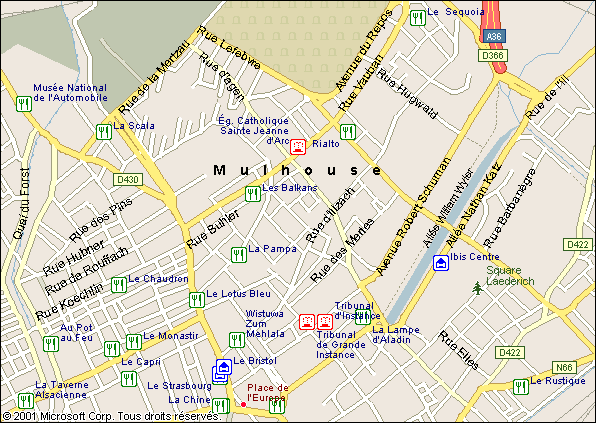 Le Sequoia
A36
D366
Avenue du Repos
Rue Lefebvre
Rue de la Mertzau
Rue d'egen
Rue Vauban
Rue Hugwald
Rue de l'Ill
Musée National
de l'Automobile
La Scala
Ég. Catholique
Sainte Jeanne
d'Arc
Rialto
Mulhouse
D430
Les Balkans
Quai du Forst
Rue des Pins
Rue Buhler
Rue d'Illzach
Rue des Merles
Avenue Robert Schuman
Allée William Wyler
Allée Nathan Katz
Rue Barbanègre
D422
Rue Hubner
Rue de Rouffach
Rue Koechlin
La Pampa
Ibis Centre
Square
Laederich
Le Chaudron
Le Lotus Bleu
Wistuwa
Zum
Mehlala
Tribunal
d'Instance
Tribunal
de Grande
Instance
La Lampe
d'Aladin
Rue Elles
D422
N66
Au Pot
au Feu
Le Monastir
Le Capri
Le Bristol
Le Strasbourg
La Chine
Place de
l'Europe
La Taverne
Alsacienne
Le Rustique
© 2001 Microsoft Corp. Tous droits réservés.